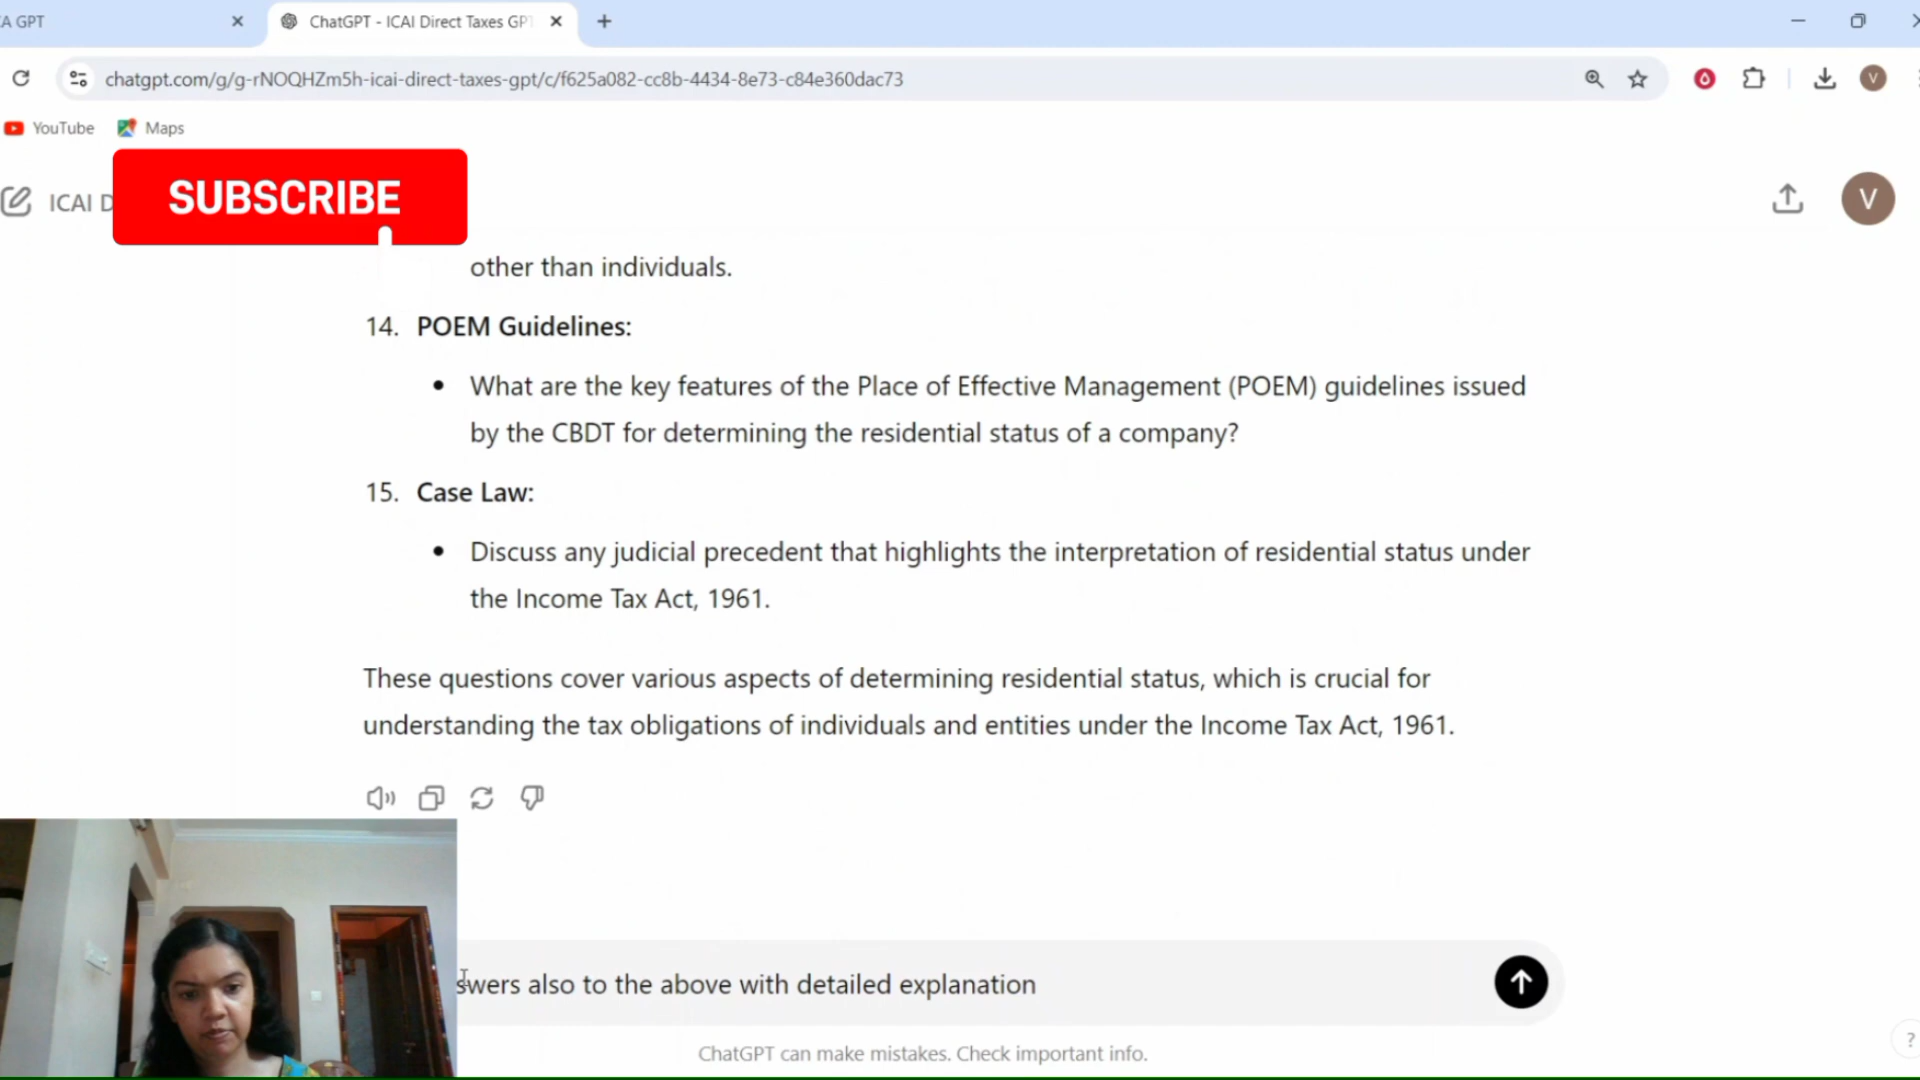 A GPT
ChatGPT - ICAI Direct Taxes GP
chatgpt.com/g/g-rNOQHZm5h-icai-direct-taxes-gpt/c/f625a082-cc8b-4434-8e73-c84e360dac73
V
YouTube
Maps
SUBSCRIBE
ICAI D
V
other than individuals.
14. POEM Guidelines:
• What are the key features of the Place of Effective Management (POEM) guidelines issued
by the CBDT for determining the residential status of a company?
15. Case Law:
• Discuss any judicial precedent that highlights the interpretation of residential status under
the Income Tax Act, 1961.
These questions cover various aspects of determining residential status, which is crucial for
understanding the tax obligations of individuals and entities under the Income Tax Act, 1961.
swers also to the above with detailed explanation
ChatGPT can make mistakes. Check important info.
?